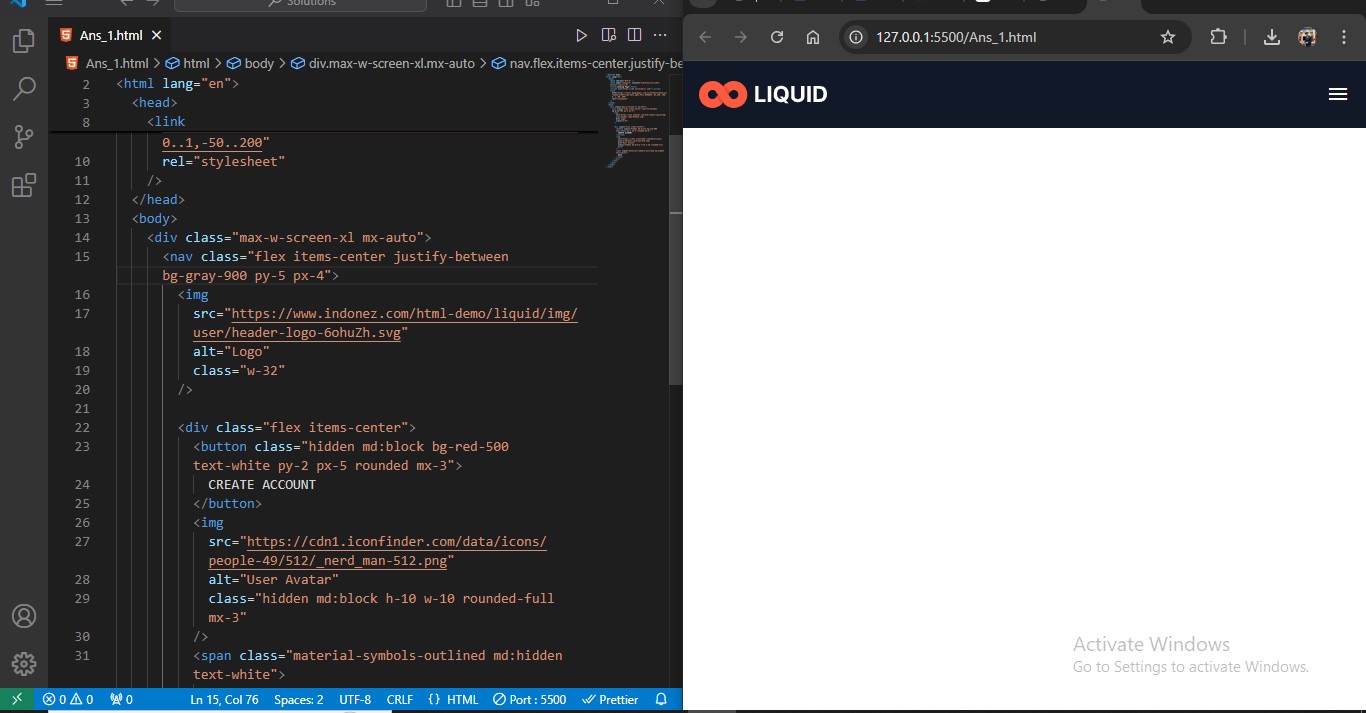 Solutions
Ans_1.html
Ans_1.html > html > body > div.max-w-screen-xl.mx-auto > nav.flex.items-center.justify-be
2 <html lang="en">
3 <head>
8 <link
0..1,-50..200"
10 rel="stylesheet"
11 />
12 </head>
13 <body>
14 <div class="max-w-screen-xl mx-auto">
15 <nav class="flex items-center justify-between
bg-gray-900 py-5 px-4">
16 <img
17 src="https://www.indonez.com/html-demo/liquid/img/
user/header-logo-6ohuZh.svg"
18 alt="Logo"
19 class="w-32"
20 />
21
22 <div class="flex items-center">
23 <button class="hidden md:block bg-red-500
text-white py-2 px-5 rounded mx-3">
24 CREATE ACCOUNT
25 </button>
26 <img
27 src="https://cdn1.iconfinder.com/data/icons/
people-49/512/_nerd_man-512.png"
28 alt="User Avatar"
29 class="hidden md:block h-10 w-10 rounded-full
mx-3"
30 />
31 <span class="material-symbols-outlined md:hidden
text-white">
0 0 0 Ln 15, Col 76 Spaces: 2 UTF-8 CRLF {} HTML Port : 5500 Prettier
127.0.0.1:5500/Ans_1.html
LIQUID
Activate Windows
Go to Settings to activate Windows.